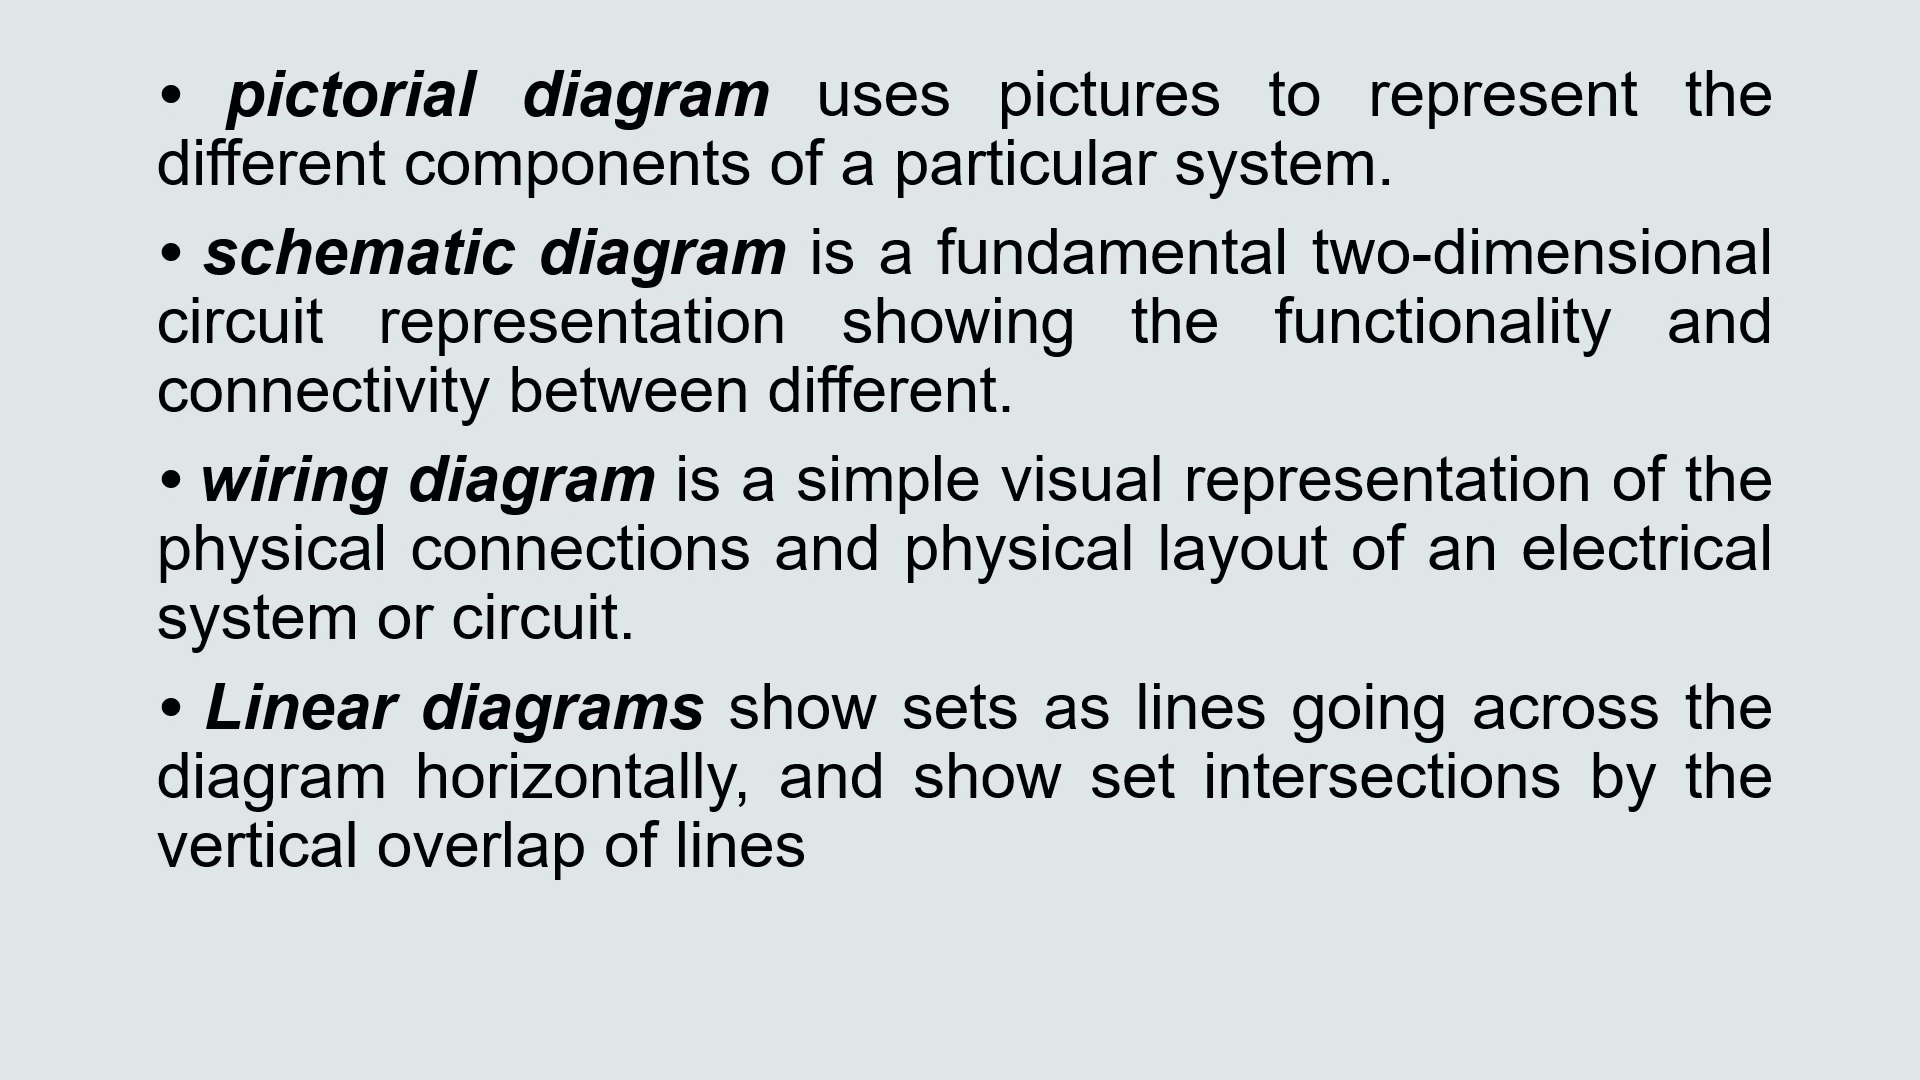 • pictorial diagram uses pictures to represent the
different components of a particular system.
• schematic diagram is a fundamental two-dimensional
circuit representation showing the functionality and
connectivity between different.
• wiring diagram is a simple visual representation of the
physical connections and physical layout of an electrical
system or circuit.
• Linear diagrams show sets as lines going across the
diagram horizontally, and show set intersections by the
vertical overlap of lines